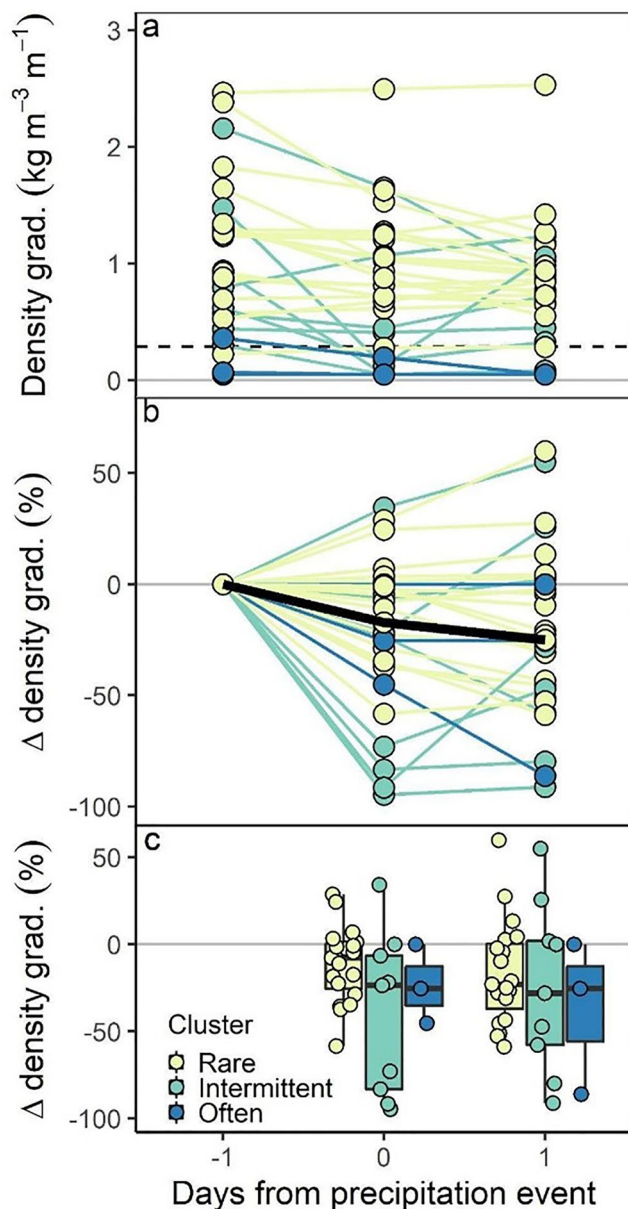 a
Density grad. (kg m⁻³ m⁻¹)
3
2
1
0
b
Δ density grad. (%)
50
0
-50
-100
c
Δ density grad. (%)
50
0
-50
-100
Cluster
Rare
Intermittent
Often
-1 0 1
Days from precipitation event